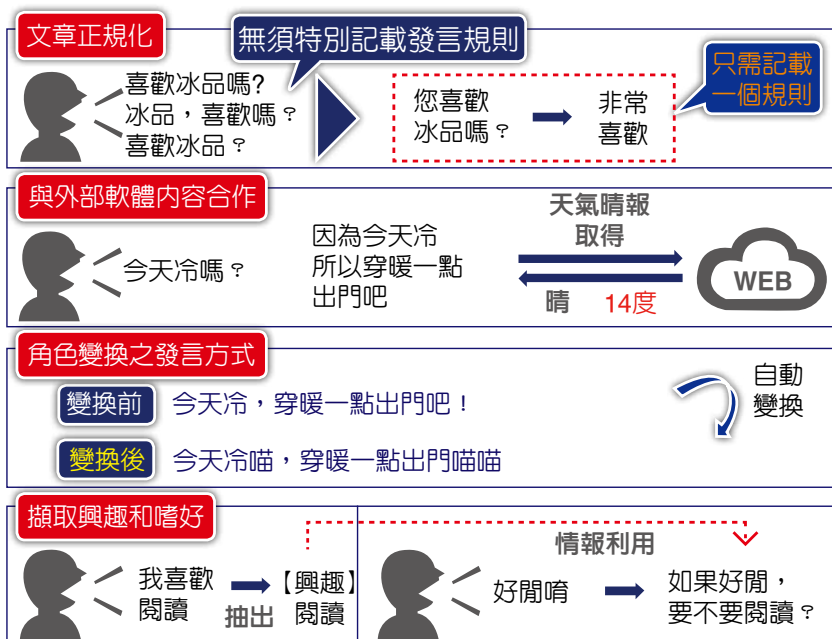 文章正規化
無須特別記載發言規則
喜歡冰品嗎?
冰品，喜歡嗎？
喜歡冰品？
您喜歡
冰品嗎？
非常
喜歡
只需記載
一個規則
與外部軟體内容合作
今天冷嗎？
因為今天冷
所以穿暖一點
出門吧
天氣晴報
取得
晴 14度
WEB
角色變換之發言方式
變換前 今天冷，穿暖一點出門吧！
變換後 今天冷喵，穿暖一點出門喵喵
自動
變換
擷取興趣和嗜好
我喜歡
閱讀
抽出
【興趣】
閱讀
情報利用
好閒唷
如果好閒，
要不要閱讀？